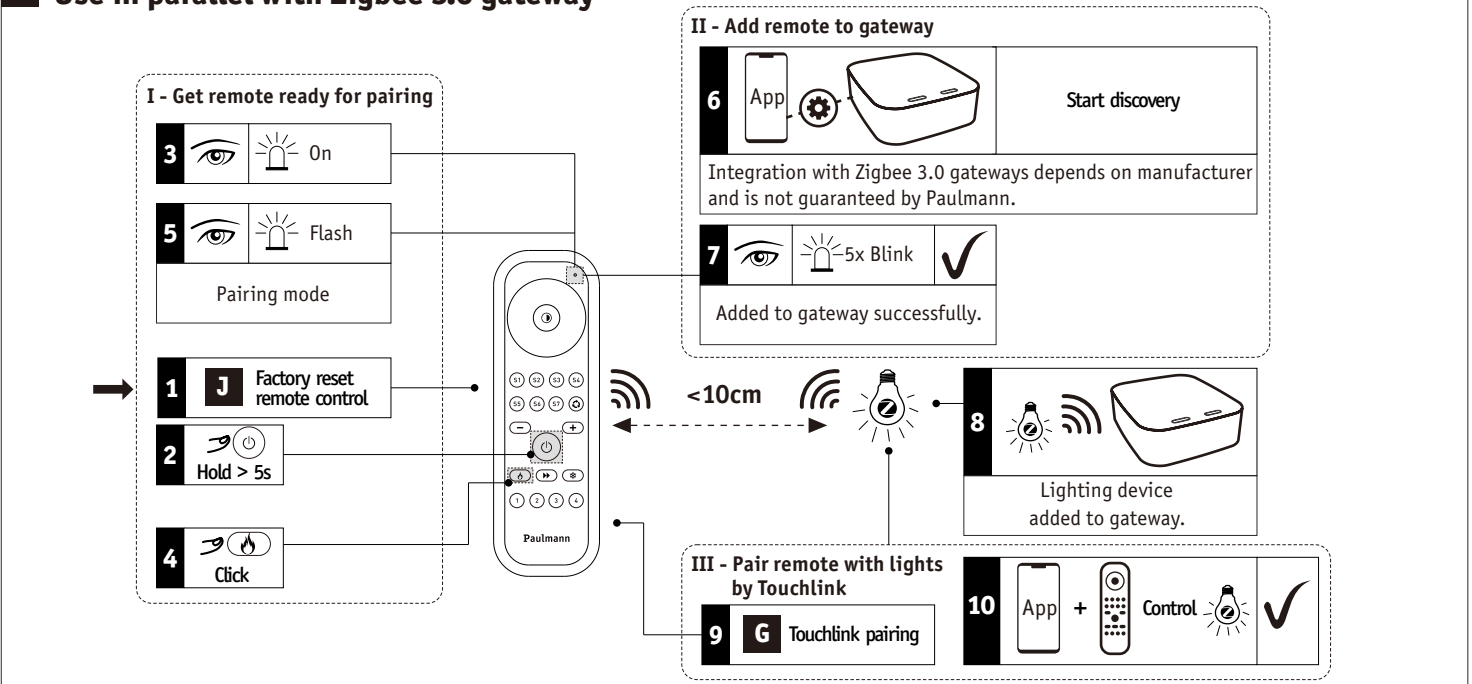 Use in parallel with Zigbee 3.0 gateway
I - Get remote ready for pairing
3 On
5 Flash
Pairing mode
1 J Factory reset
remote control
2 Hold > 5s
4 Click
S1 S2 S3 S4
S5 S6 S7
- +
1 2 3 4
Paulmann
<10cm
II - Add remote to gateway
6 App Start discovery
Integration with Zigbee 3.0 gateways depends on manufacturer
and is not guaranteed by Paulmann.
7 5x Blink
Added to gateway successfully.
Z
8 Z
Lighting device
added to gateway.
III - Pair remote with lights
by Touchlink
9 G Touchlink pairing
10 App + Control Z